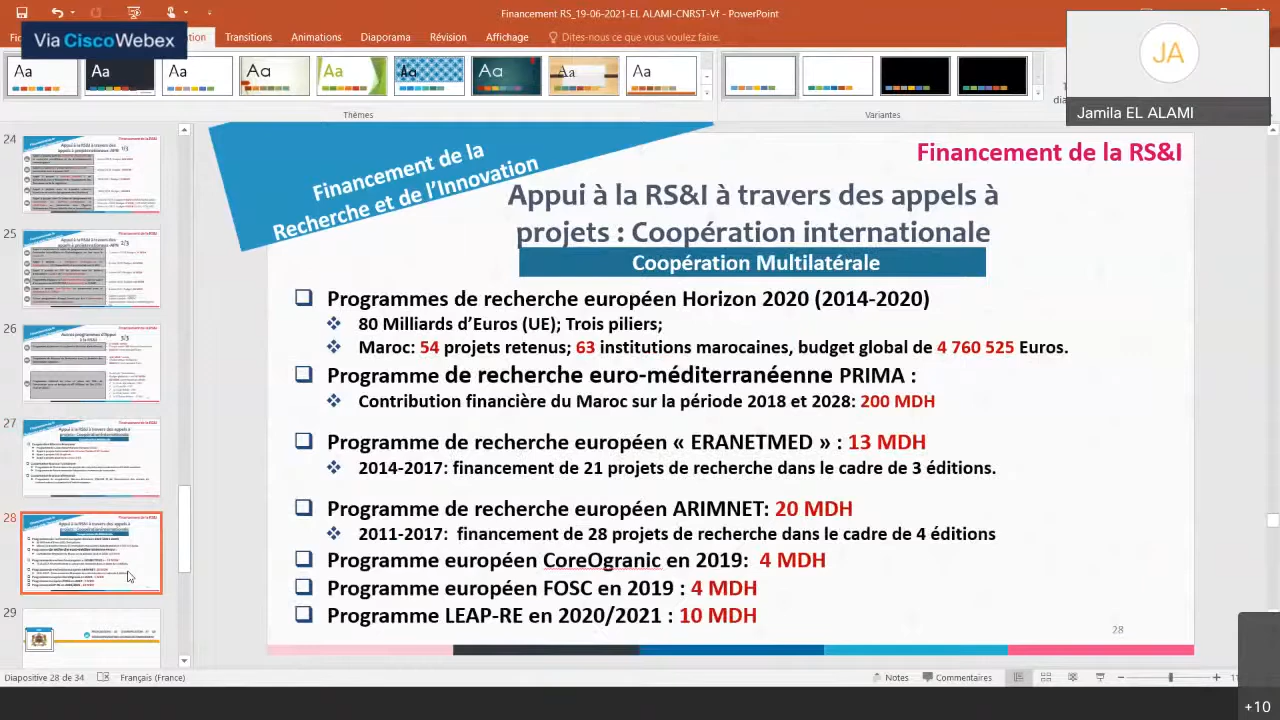 Financement RS_19-06-2021-EL ALAMI-CNRST-Vf - PowerPoint
Via CiscoWebex
Transitions Animations Diaporama Révision Affichage Dites-nous ce que vous voulez faire.
JA
Jamila EL ALAMI
Aa Aa Aa Aa Aa Aa Aa Aa Aa
Thèmes Variantes
24
25
26
27
28
29
Financement de la
Recherche et de l’Innovation
Financement de la RS&I
Appui à la RS&I à travers des appels à
projets : Coopération internationale
Coopération Multilatérale
Programmes de recherche européen Horizon 2020 (2014-2020)
80 Milliards d’Euros (UE); Trois piliers;
Maroc: 54 projets retenus 63 institutions marocaines, budget global de 4 760 525 Euros.
Programme de recherche euro-méditerranéen PRIMA :
Contribution financière du Maroc sur la période 2018 et 2028: 200 MDH
Programme de recherche européen « ERANETMED » : 13 MDH
2014-2017: financement de 21 projets de recherche dans le cadre de 3 éditions.
Programme de recherche européen ARIMNET: 20 MDH
2011-2017: financement de 28 projets de recherche le cadre de 4 éditions
Programme européen CoreOgranic en 2019: 4 MDH
Programme européen FOSC en 2019 : 4 MDH
Programme LEAP-RE en 2020/2021 : 10 MDH
28
Diapositive 28 de 34 Français (France) Notes Commentaires
+10